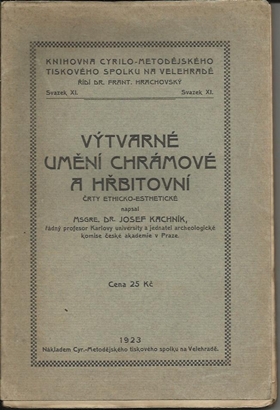 KNIHOVNA CYRILO-METODĚJSKÉHO
TISKOVÉHO SPOLKU NA VELEHRADĚ
ŘÍDÍ DR. FRANT. HRACHOVSKÝ
Svazek XI. Svazek XI.
VÝTVARNÉ
UMĚNÍ CHRÁMOVÉ
A HŘBITOVNÍ
ČRTY ETHICKO-ESTHETICKÉ
napsal
MSGRE. DR. JOSEF KACHNÍK,
řádný profesor Karlovy university a jednatel archeologické
komise české akademie v Praze.
Cena 25 Kč
1923
Nákladem Cyr.-Metodějského tiskového spolku na Velehradě.